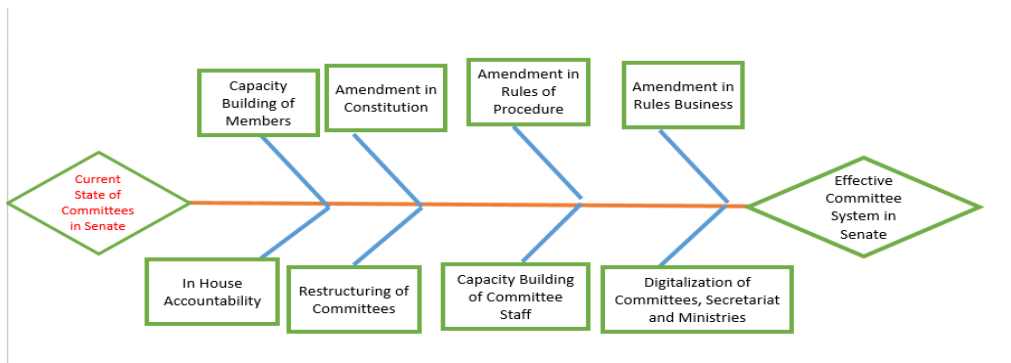 Capacity
Building of
Members
Amendment in
Constitution
Amendment in
Rules of
Procedure
Amendment in
Rules Business
Current
State of
Committees
in Senate
Effective
Committee
System in
Senate
In House
Accountability
Restructuring of
Committees
Capacity Building
of Committee
Staff
Digitalization of
Committees, Secretariat
and Ministries